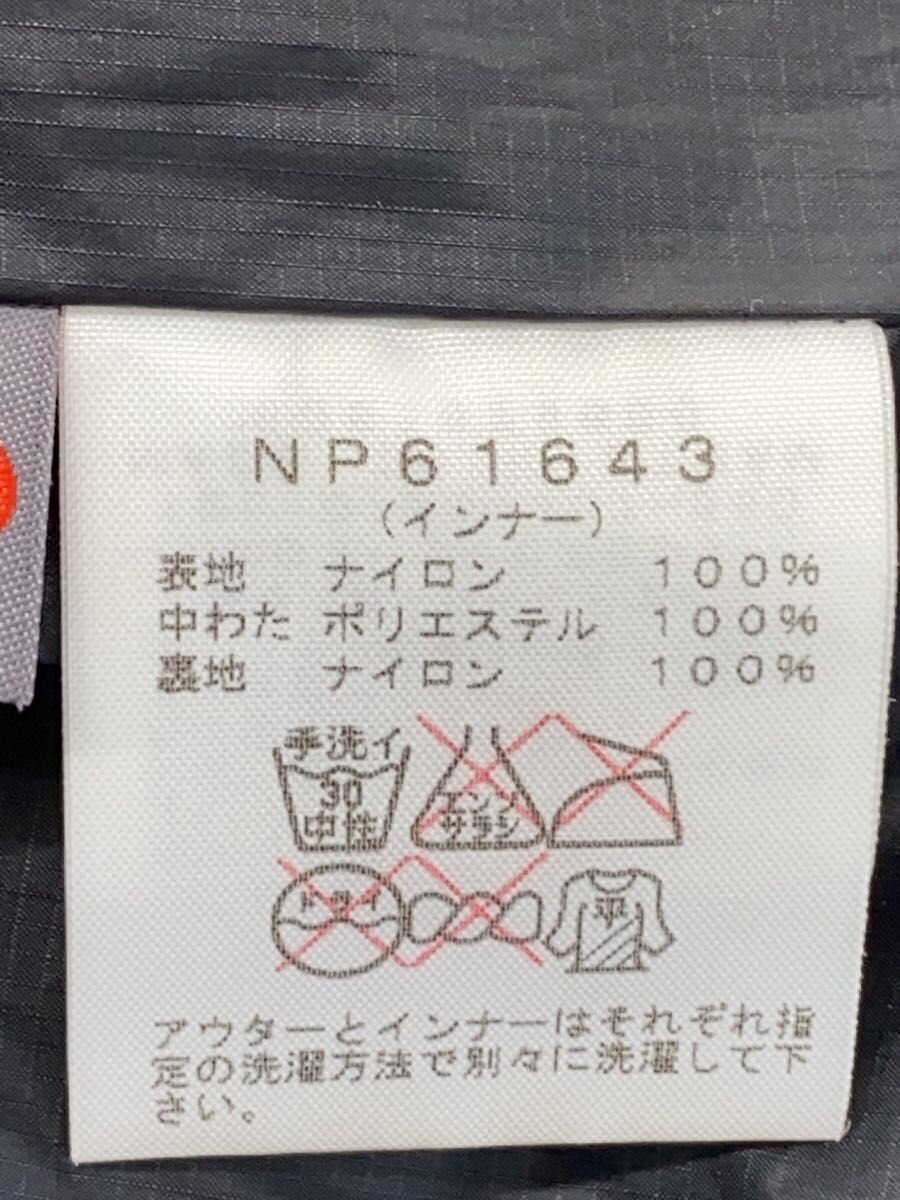 NP61643
(インナー)
表地 ナイロン 100%
中わた ポリエステル 100%
裏地 ナイロン 100%
手洗イ
30
中性
エンソ
サラシ
ドライ
平
アウターとインナーはそれぞれ指
定の洗濯方法で別々に洗濯して下
さい。